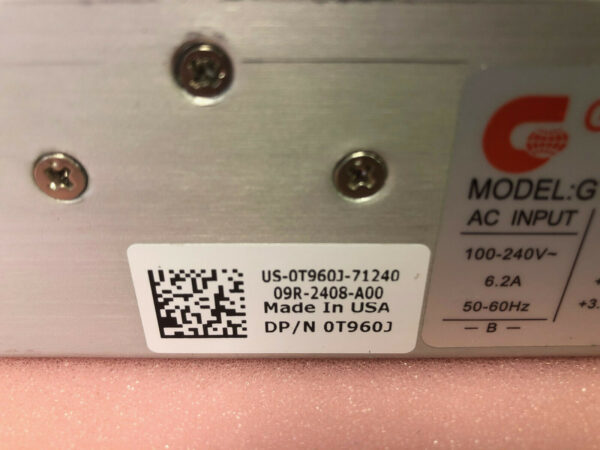 US-0T960J-71240
09R-2408-A00
Made In USA
DP/N 0T960J
MODEL:G
AC INPUT
100-240V~
6.2A
50-60Hz
B
+3.